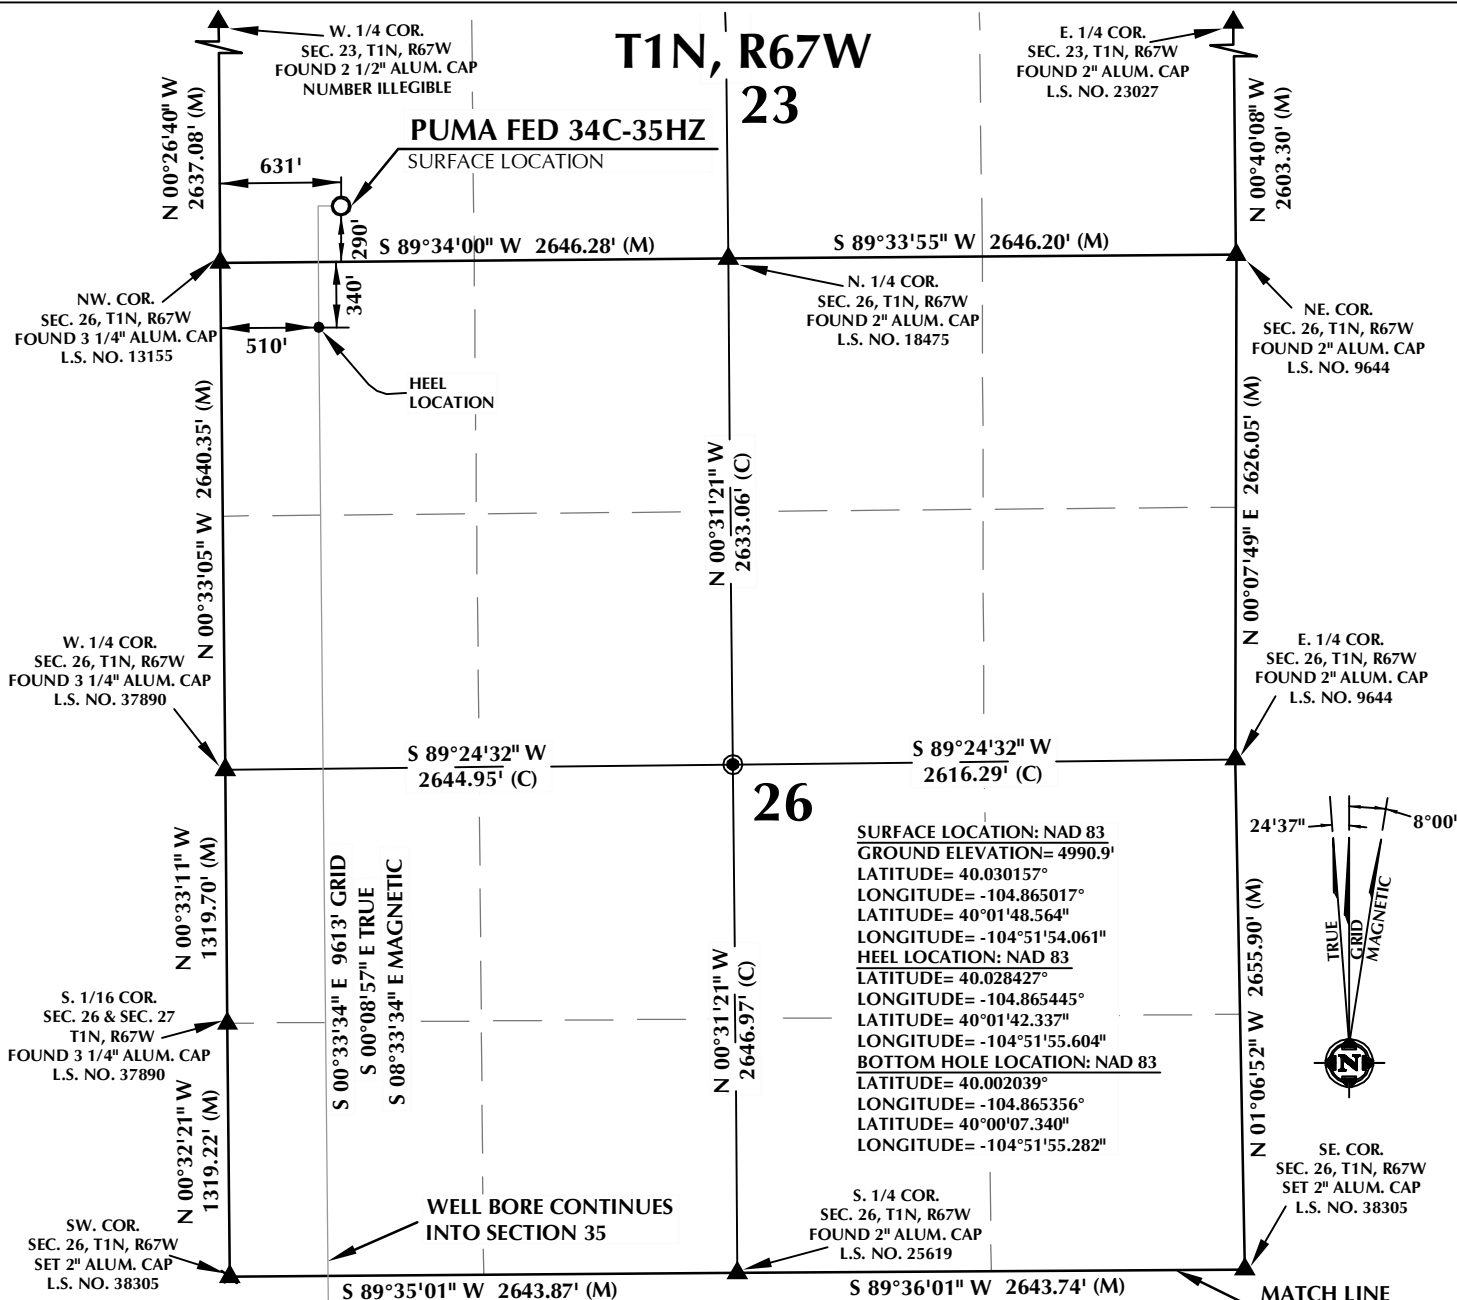 W. 1/4 COR.
SEC. 23, T1N, R67W
FOUND 2 1/2" ALUM. CAP
NUMBER ILLEGIBLE
T1N, R67W
23
E. 1/4 COR.
SEC. 23, T1N, R67W
FOUND 2" ALUM. CAP
L.S. NO. 23027
N 00°26'40" W
2637.08' (M)
N 00°40'08" W
2603.30' (M)
PUMA FED 34C-35HZ
SURFACE LOCATION
631'
290'
S 89°34'00" W 2646.28' (M)
S 89°33'55" W 2646.20' (M)
340'
510'
NW. COR.
SEC. 26, T1N, R67W
FOUND 3 1/4" ALUM. CAP
L.S. NO. 13155
N. 1/4 COR.
SEC. 26, T1N, R67W
FOUND 2" ALUM. CAP
L.S. NO. 18475
NE. COR.
SEC. 26, T1N, R67W
FOUND 2" ALUM. CAP
L.S. NO. 9644
HEEL
LOCATION
N 00°33'05" W 2640.35' (M)
N 00°31'21" W
2633.06' (C)
N 00°07'49" E 2626.05' (M)
W. 1/4 COR.
SEC. 26, T1N, R67W
FOUND 3 1/4" ALUM. CAP
L.S. NO. 37890
E. 1/4 COR.
SEC. 26, T1N, R67W
FOUND 2" ALUM. CAP
L.S. NO. 9644
S 89°24'32" W
2644.95' (C)
S 89°24'32" W
2616.29' (C)
26
24'37"
8°00'
TRUE
GRID
MAGNETIC
N
SURFACE LOCATION: NAD 83
GROUND ELEVATION= 4990.9'
LATITUDE= 40.030157°
LONGITUDE= -104.865017°
LATITUDE= 40°01'48.564"
LONGITUDE= -104°51'54.061"
HEEL LOCATION: NAD 83
LATITUDE= 40.028427°
LONGITUDE= -104.865445°
LATITUDE= 40°01'42.337"
LONGITUDE= -104°51'55.604"
BOTTOM HOLE LOCATION: NAD 83
LATITUDE= 40.002039°
LONGITUDE= -104.865356°
LATITUDE= 40°00'07.340"
LONGITUDE= -104°51'55.282"
N 00°33'11" W
1319.70' (M)
S 00°33'34" E 9613' GRID
S 00°08'57" E TRUE
S 08°33'34" E MAGNETIC
N 00°31'21" W
2646.97' (C)
N 01°06'52" W 2655.90' (M)
S. 1/16 COR.
SEC. 26 & SEC. 27
T1N, R67W
FOUND 3 1/4" ALUM. CAP
L.S. NO. 37890
N 00°32'21" W
1319.22' (M)
WELL BORE CONTINUES
INTO SECTION 35
S. 1/4 COR.
SEC. 26, T1N, R67W
FOUND 2" ALUM. CAP
L.S. NO. 25619
SE. COR.
SEC. 26, T1N, R67W
SET 2" ALUM. CAP
L.S. NO. 38305
SW. COR.
SEC. 26, T1N, R67W
SET 2" ALUM. CAP
L.S. NO. 38305
S 89°35'01" W 2643.87' (M)
S 89°36'01" W 2643.74' (M)
MATCH LINE